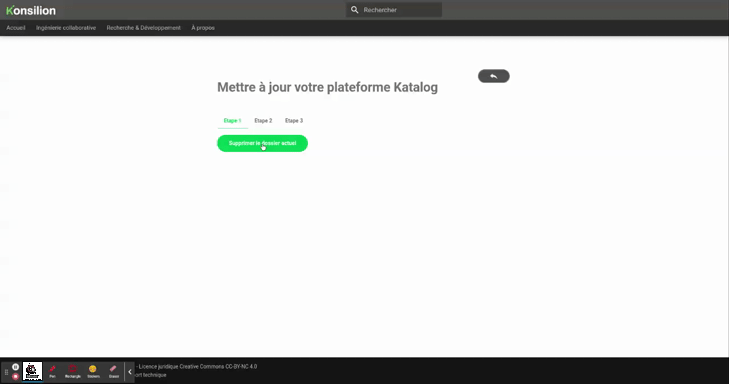 Konsilion
Rechercher
Accueil Ingénierie collaborative Recherche & Développement À propos
Mettre à jour votre plateforme Katalog
Etape 1 Etape 2 Etape 3
Supprimer le dossier actuel
- Licence juridique Creative Commons CC-BY-NC 4.0
ort technique
Pen Rectangle Stickers Eraser